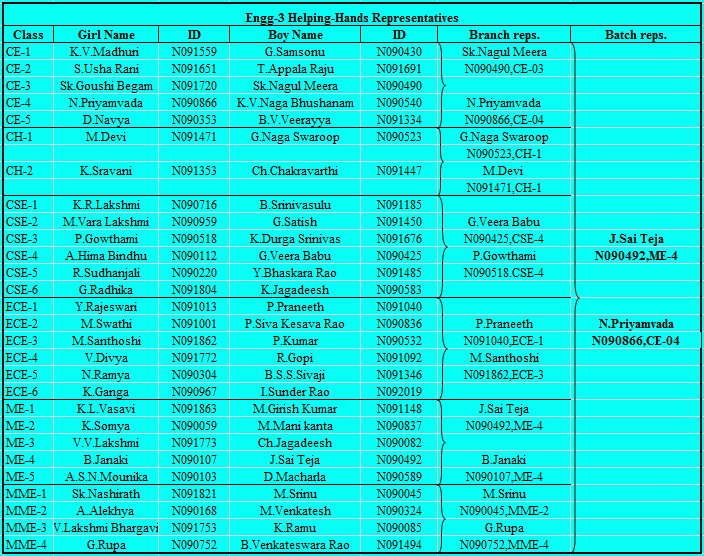 Engg-3 Helping-Hands Representatives
Class Girl Name ID Boy Name ID Branch reps. Batch reps.
CE-1 K.V.Madhuri N091559 G.Samsonu N090430 Sk.Nagul Meera
CE-2 S.Usha Rani N091651 T.Appala Raju N091691 N090490,CE-03
CE-3 Sk.Goushi Begam N091720 Sk.Nagul Meera N090490
CE-4 N.Priyamvada N090866 K.V.Naga Bhushanam N090540 N.Priyamvada
CE-5 D.Navya N090353 B.V.Veerayya N091334 N090866,CE-04
CH-1 M.Devi N091471 G.Naga Swaroop N090523 G.Naga Swaroop
N090523,CH-1
CH-2 K.Sravani N091353 Ch.Chakravarthi N091447 M.Devi
N091471,CH-1
CSE-1 K.R.Lakshmi N090716 B.Srinivasulu N091185
CSE-2 M.Vara Lakshmi N090959 G.Satish N091450 G.Veera Babu
CSE-3 P.Gowthami N090518 K.Durga Srinivas N091676 N090425,CSE-4 J.Sai Teja
CSE-4 A.Hima Bindhu N090112 G.Veera Babu N090425 P.Gowthami N090492,ME-4
CSE-5 R.Sudhanjali N090220 Y.Bhaskara Rao N091485 N090518.CSE-4
CSE-6 G.Radhika N091804 K.Jagadeesh N090583
ECE-1 Y.Rajeswari N091013 P.Praneeth N091040
ECE-2 M.Swathi N091001 P.Siva Kesava Rao N090836 P.Praneeth N.Priyamvada
ECE-3 M.Santhoshi N091862 P.Kumar N090532 N091040,ECE-1 N090866,CE-04
ECE-4 V.Divya N091772 R.Gopi N091092 M.Santhoshi
ECE-5 N.Ramya N090304 B.S.S.Sivaji N091346 N091862,ECE-3
ECE-6 K.Ganga N090967 I.Sunder Rao N092019
ME-1 K.L.Vasavi N091863 M.Girish Kumar N091148 J.Sai Teja
ME-2 K.Somya N090059 M.Mani kanta N090837 N090492,ME-4
ME-3 V.V.Lakshmi N091773 Ch.Jagadeesh N090082
ME-4 B.Janaki N090107 J.Sai Teja N090492 B.Janaki
ME-5 A.S.N.Mounika N090103 D.Macharla N090589 N090107,ME-4
MME-1 Sk.Nashirath N091821 M.Srinu N090045 M.Srinu
MME-2 A.Alekhya N090168 M.Venkatesh N090324 N090045,MME-2
MME-3 V.Lakshmi Bhargavi N091753 K.Ramu N090085 G.Rupa
MME-4 G.Rupa N090752 B.Venkateswara Rao N091494 N090752,MME-4